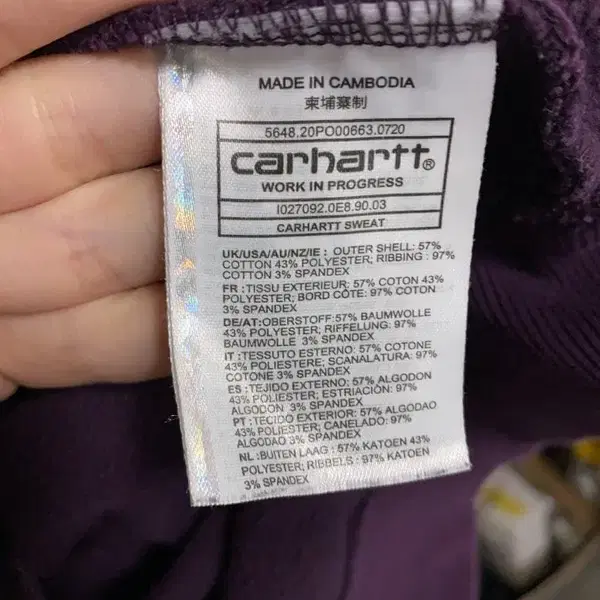 MADE IN CAMBODIA
柬埔寨制
5648.20PO00663.0720
carhartt®
WORK IN PROGRESS
I027092.0E8.90.03
CARHARTT SWEAT
UK/USA/AU/NZ/IE : OUTER SHELL: 57%
COTTON 43% POLYESTER; RIBBING : 97%
COTTON 3% SPANDEX
FR :TISSU EXTERIEUR: 57% COTON 43%
POLYESTER; BORD CÔTE: 97% COTON
3% SPANDEX
DE/AT:OBERSTOFF:57% BAUMWOLLE
43% POLYESTER; RIFFELUNG: 97%
BAUMWOLLE 3% SPANDEX
IT :TESSUTO ESTERNO: 57% COTONE
43% POLIESTERE; SCANALATURA: 97%
COTONE 3% SPANDEX
ES :TEJIDO EXTERNO: 57% ALGODON
43% POLIESTER; ESTRIACIÓN: 97%
ALGODON 3% SPANDEX
PT :TECIDO EXTERIOR: 57% ALGODAO
43% POLIESTER; CANELADO: 97%
ALGODAO 3% SPANDEX
NL :BUITEN LAAG : 57% KATOEN 43%
POLYESTER; RIBBELS : 97% KATOEN
3% SPANDEX